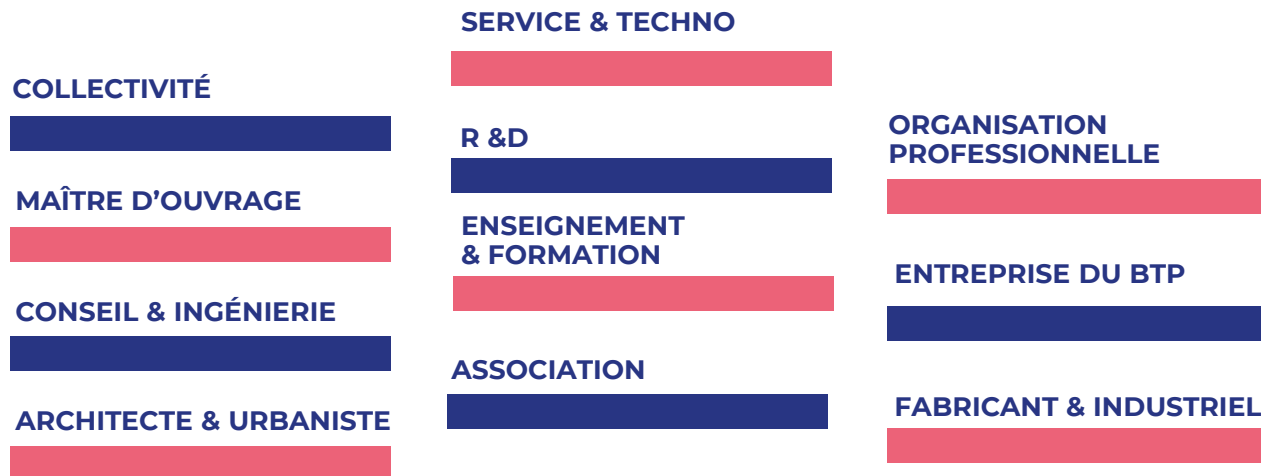 COLLECTIVITÉ
MAÎTRE D’OUVRAGE
CONSEIL & INGÉNIERIE
ARCHITECTE & URBANISTE
SERVICE & TECHNO
R &D
ENSEIGNEMENT
& FORMATION
ASSOCIATION
ORGANISATION
PROFESSIONNELLE
ENTREPRISE DU BTP
FABRICANT & INDUSTRIEL